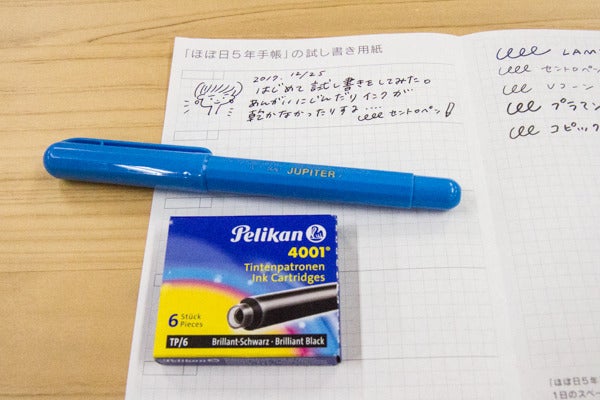 「ほぼ日5年手帳」の試し書き用紙
2017. 12/25
はじめて試し書きをしてみた。
あんがいにじんだりインクが
乾かなかったりする....
セントロペン
LAM
セントロペ
Vコーン
プラマン
コピック
JUPITER
Pelikan
4001®
Tintenpatronen
Ink Cartridges
6 Stück
Pieces
TP/6 Brillant-Schwarz · Brilliant Black
「ほぼ日5年
1日のスペー